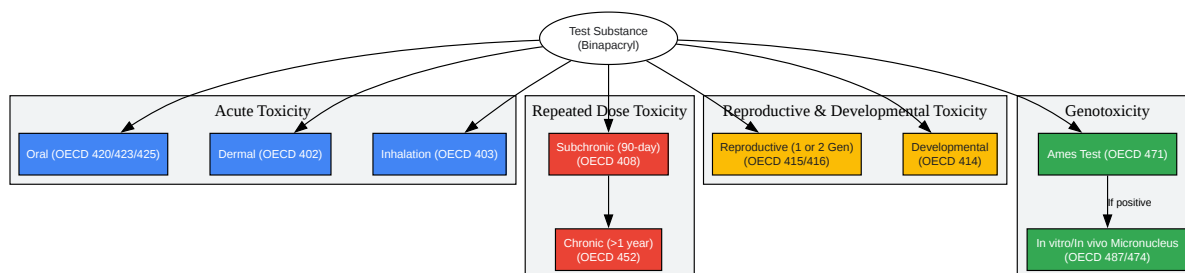 Test Substance
(Binapacryl)
Acute Toxicity
Repeated Dose Toxicity
Reproductive & Developmental Toxicity
Genotoxicity
Oral (OECD 420/423/425)
Dermal (OECD 402)
Inhalation (OECD 403)
Subchronic (90-day)
(OECD 408)
Reproductive (1 or 2 Gen)
(OECD 415/416)
Developmental
(OECD 414)
Ames Test (OECD 471)
If positive
Chronic (>1 year)
(OECD 452)
In vitro/In vivo Micronucleus
(OECD 487/474)